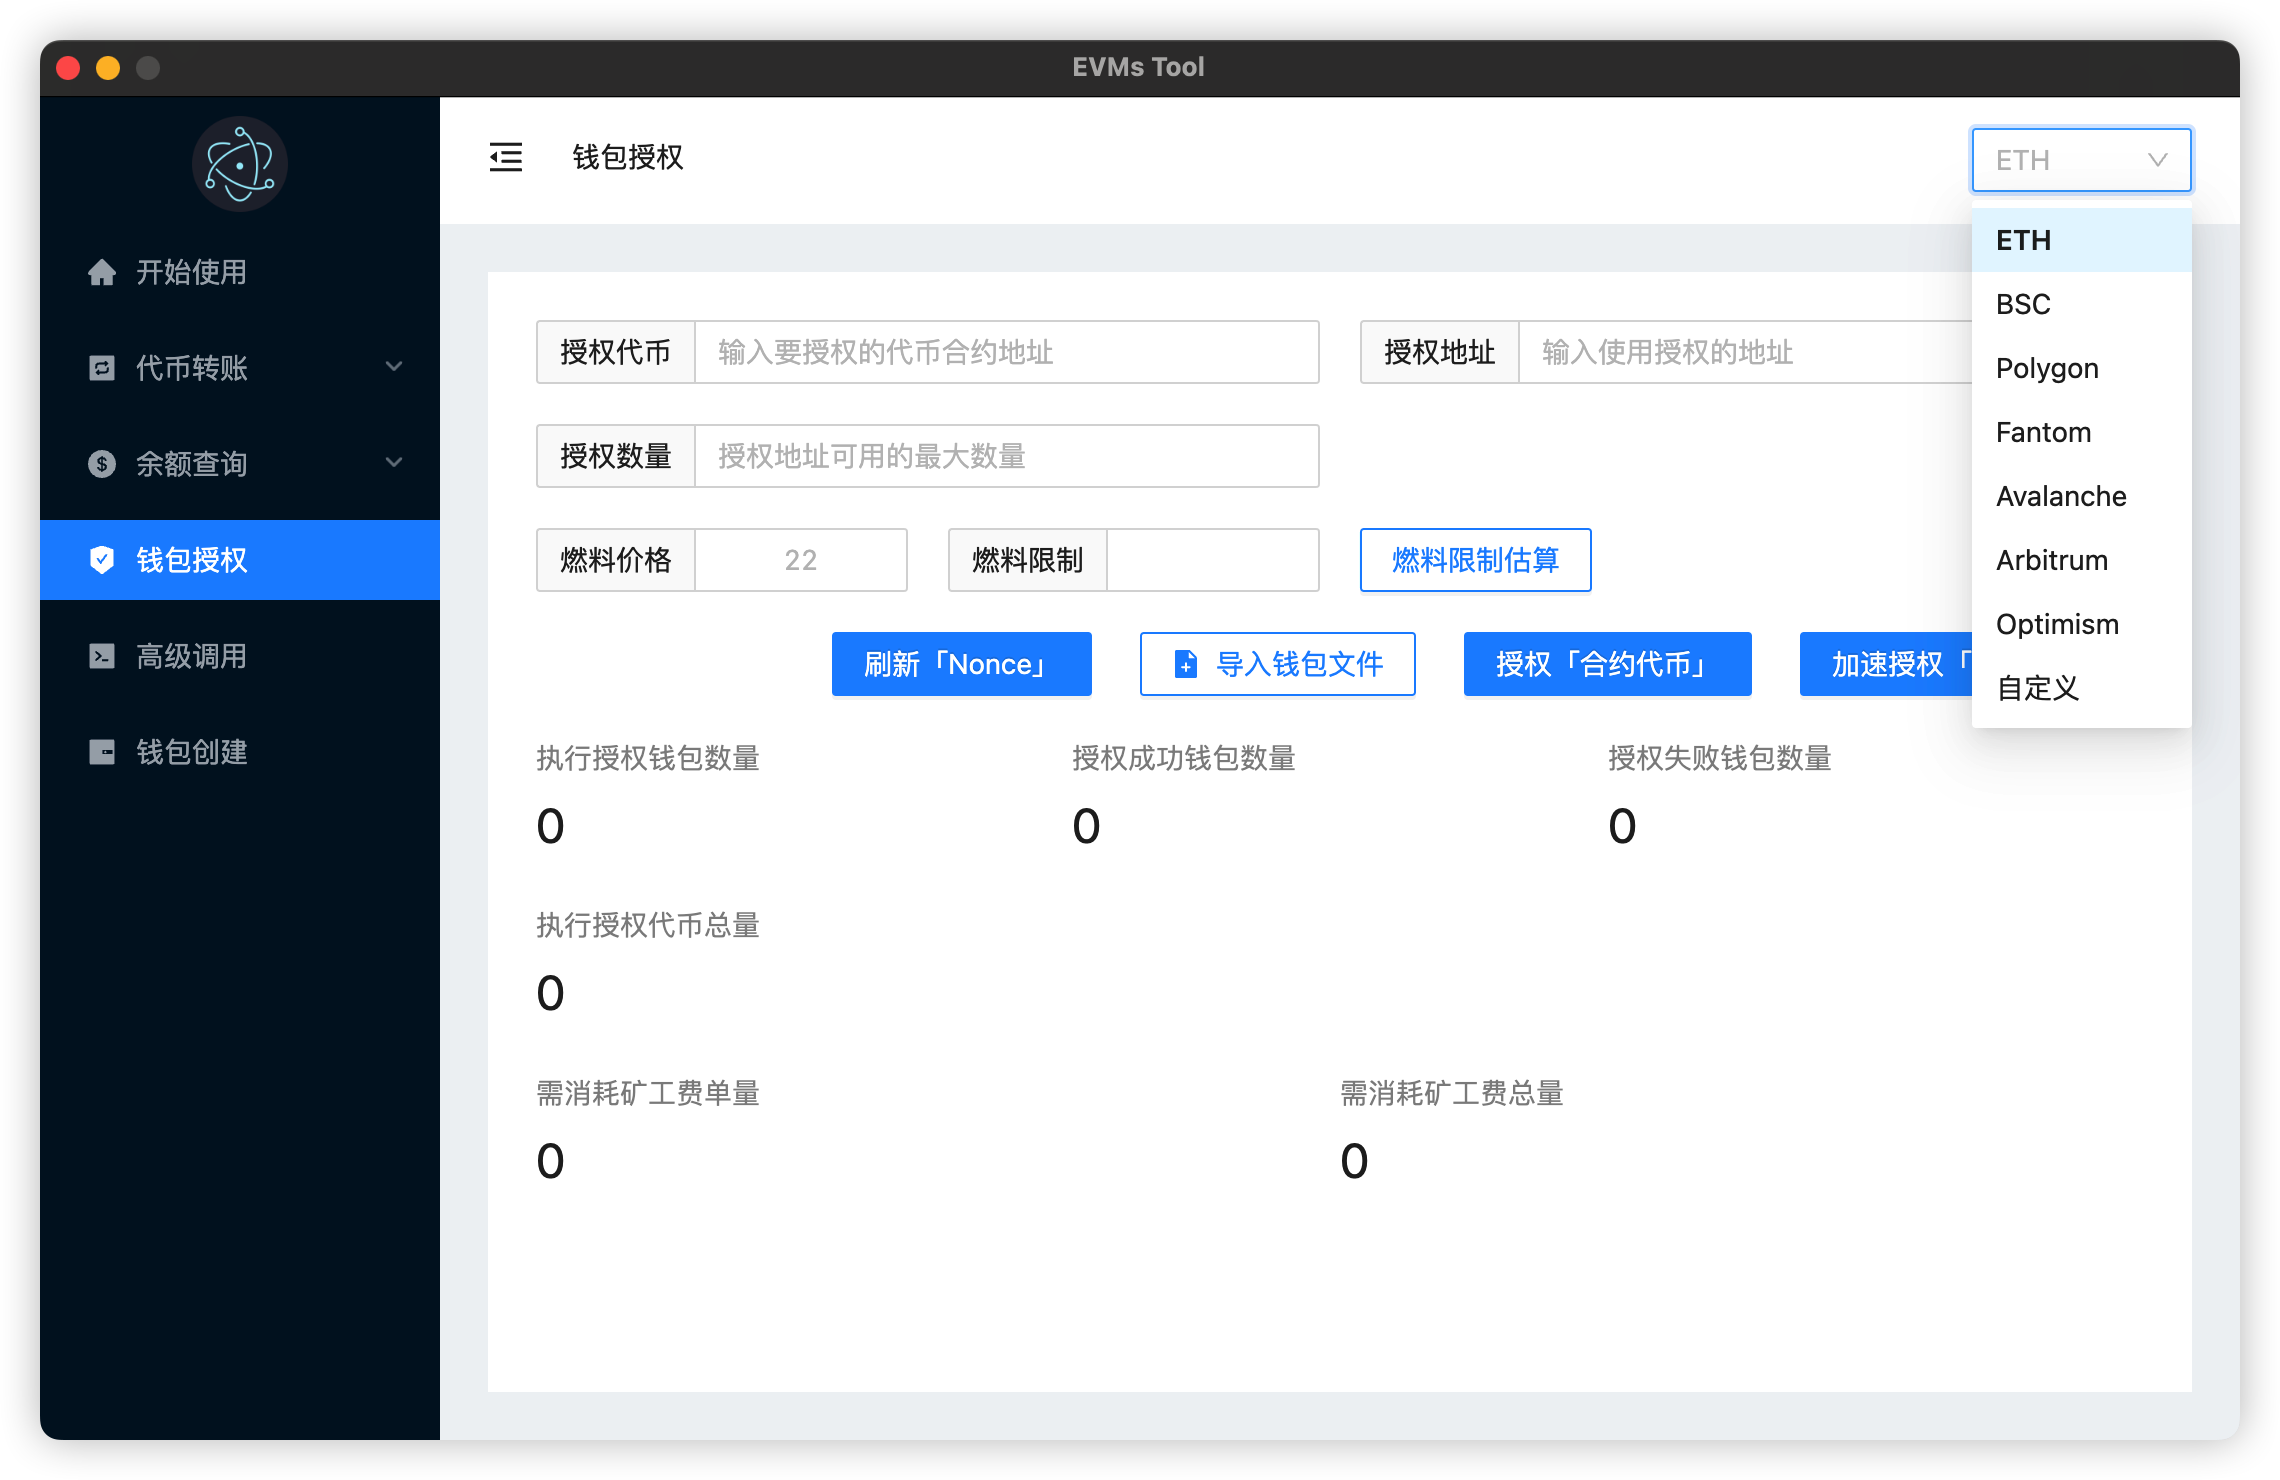 EVMs Tool
钱包授权
ETH
开始使用
代币转账
余额查询
钱包授权
高级调用
钱包创建
ETH
BSC
Polygon
Fantom
Avalanche
Arbitrum
Optimism
自定义
授权代币 输入要授权的代币合约地址
授权地址 输入使用授权的地址
授权数量 授权地址可用的最大数量
燃料价格 22
燃料限制
燃料限制估算
刷新「Nonce」
导入钱包文件
授权「合约代币」
加速授权「
执行授权钱包数量
0
授权成功钱包数量
0
授权失败钱包数量
0
执行授权代币总量
0
需消耗矿工费单量
0
需消耗矿工费总量
0